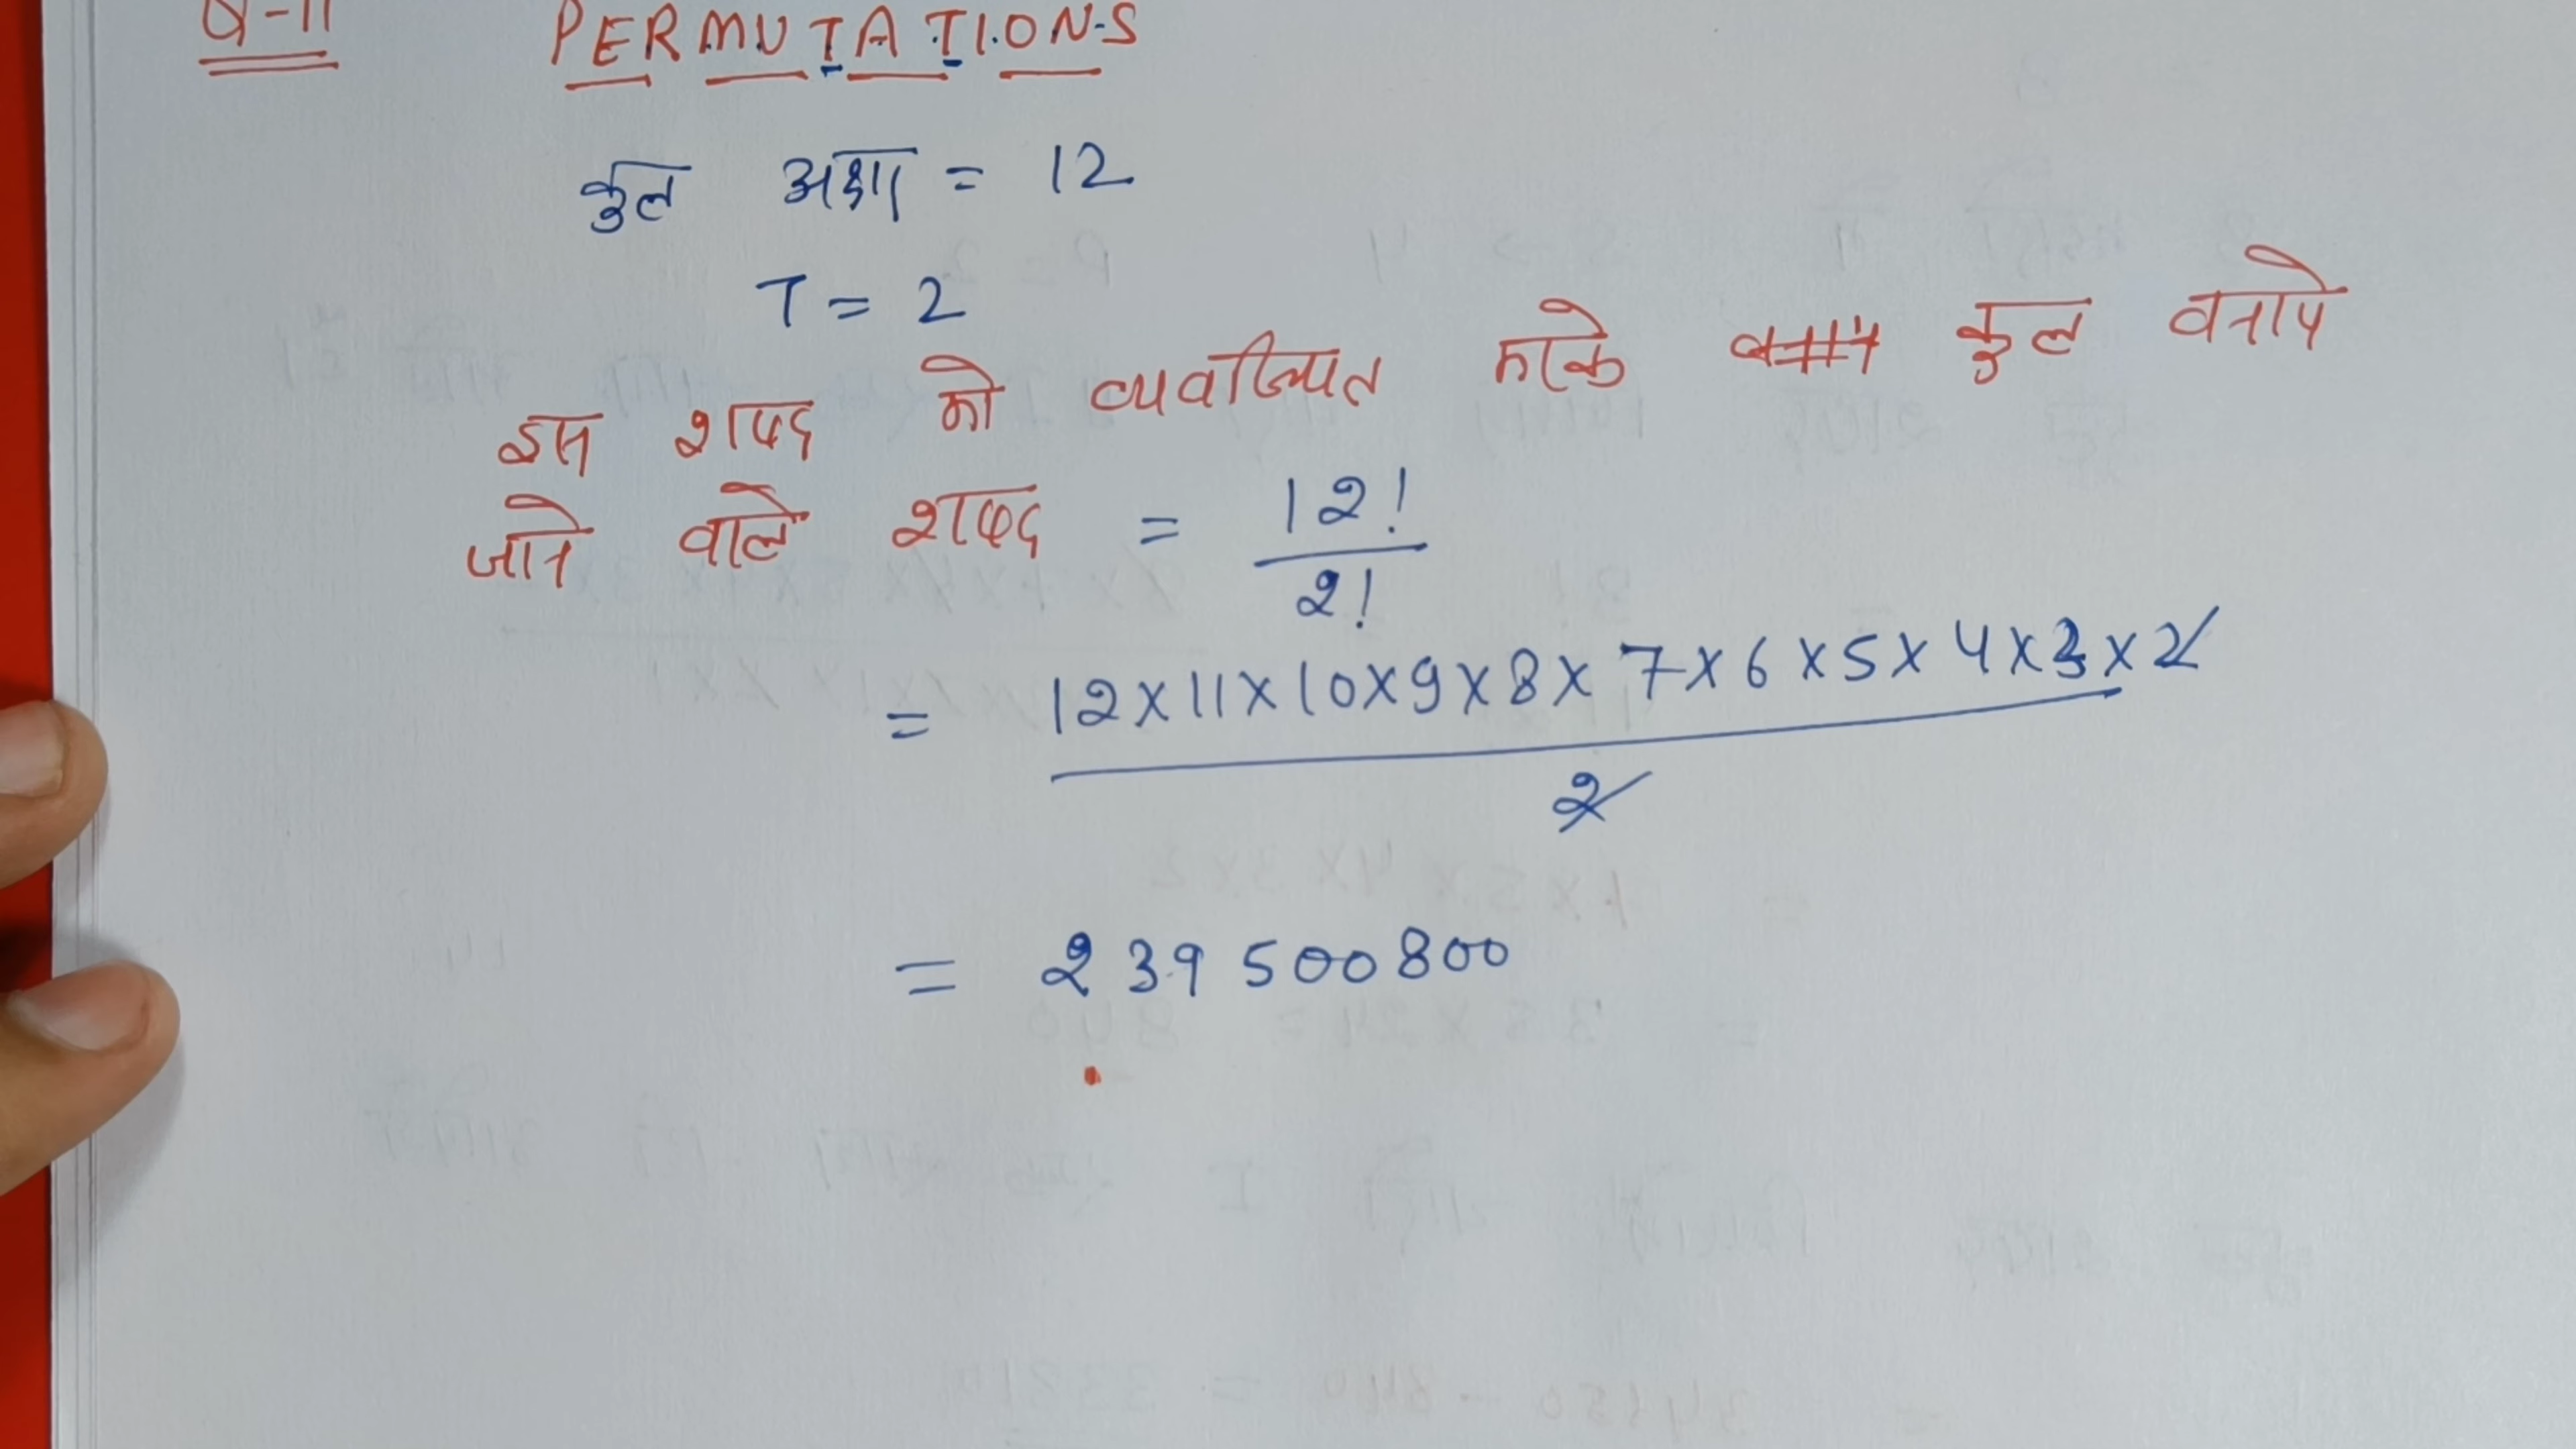 Q-11 PERMUTATIONS
कुल अक्षर = 12
T = 2
इस शब्द को व्यवस्थित करके कुल बनाये
जाने वाले शब्द = 12!/2!
= 12×11×10×9×8×7×6×5×4×3×2/2
= 239500800